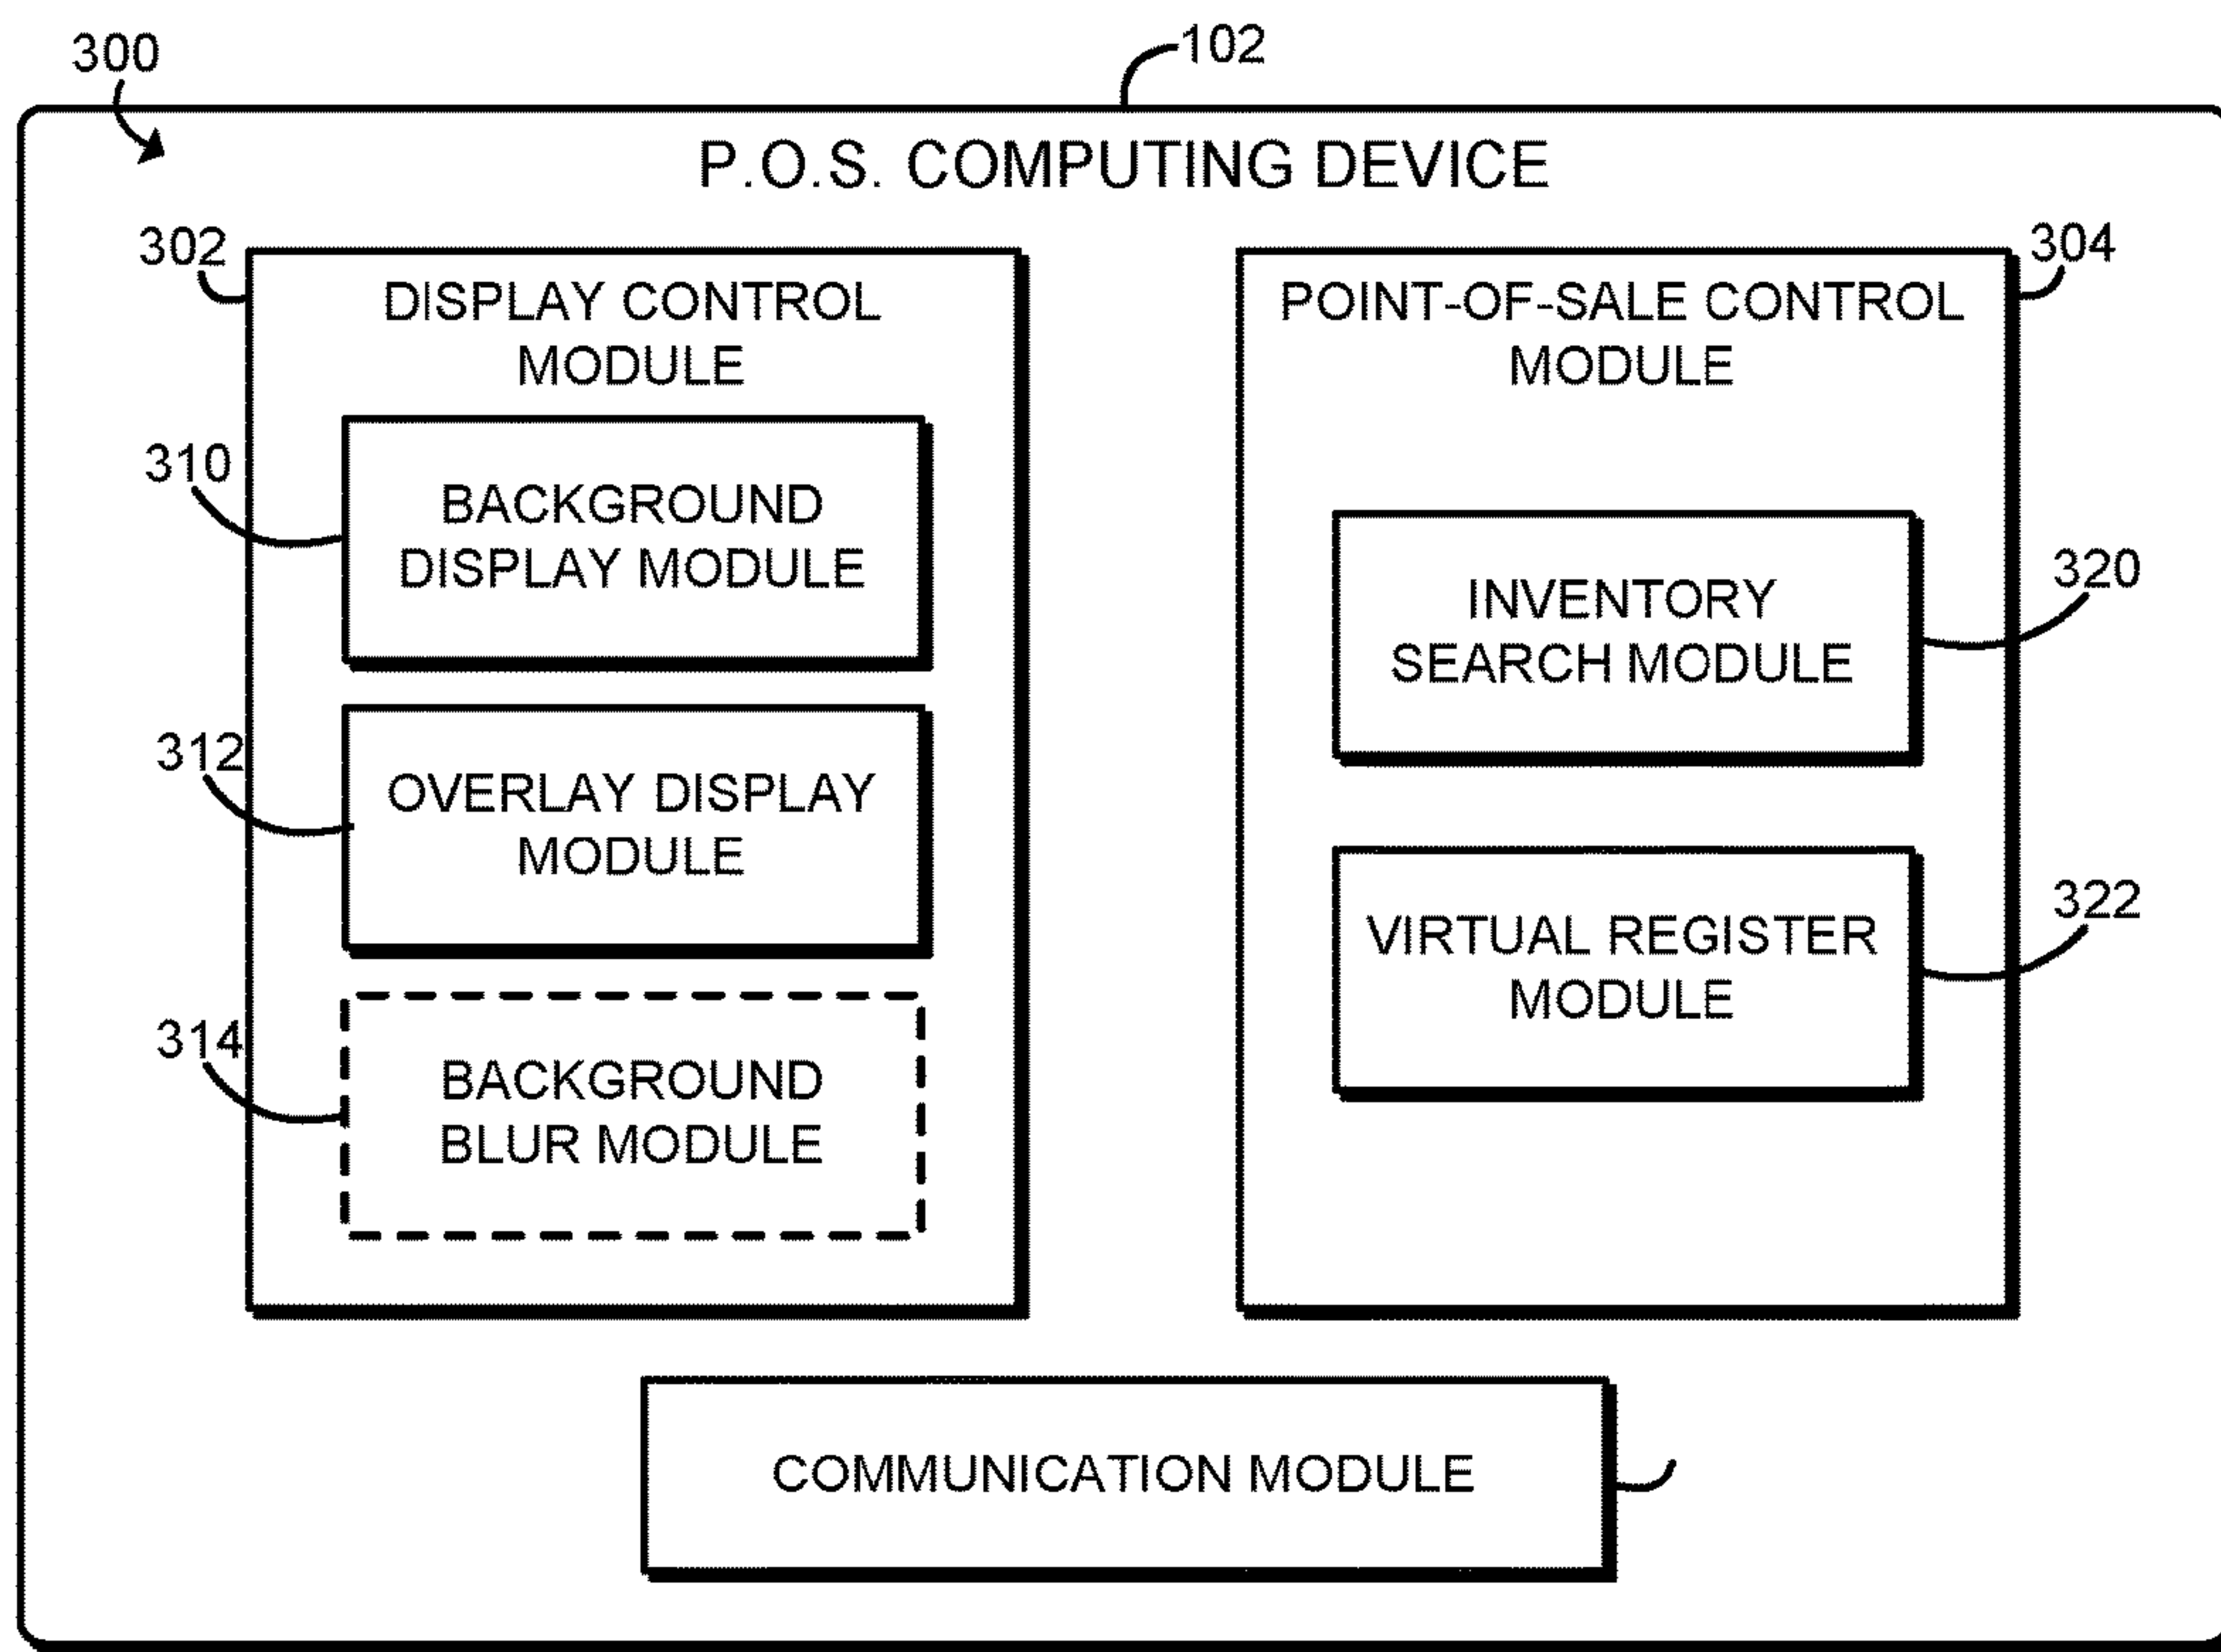 300
102
P.O.S. COMPUTING DEVICE
302
DISPLAY CONTROL
MODULE
310
BACKGROUND
DISPLAY MODULE
312
OVERLAY DISPLAY
MODULE
314
BACKGROUND
BLUR MODULE
304
POINT-OF-SALE CONTROL
MODULE
INVENTORY
SEARCH MODULE
320
VIRTUAL REGISTER
MODULE
322
COMMUNICATION MODULE